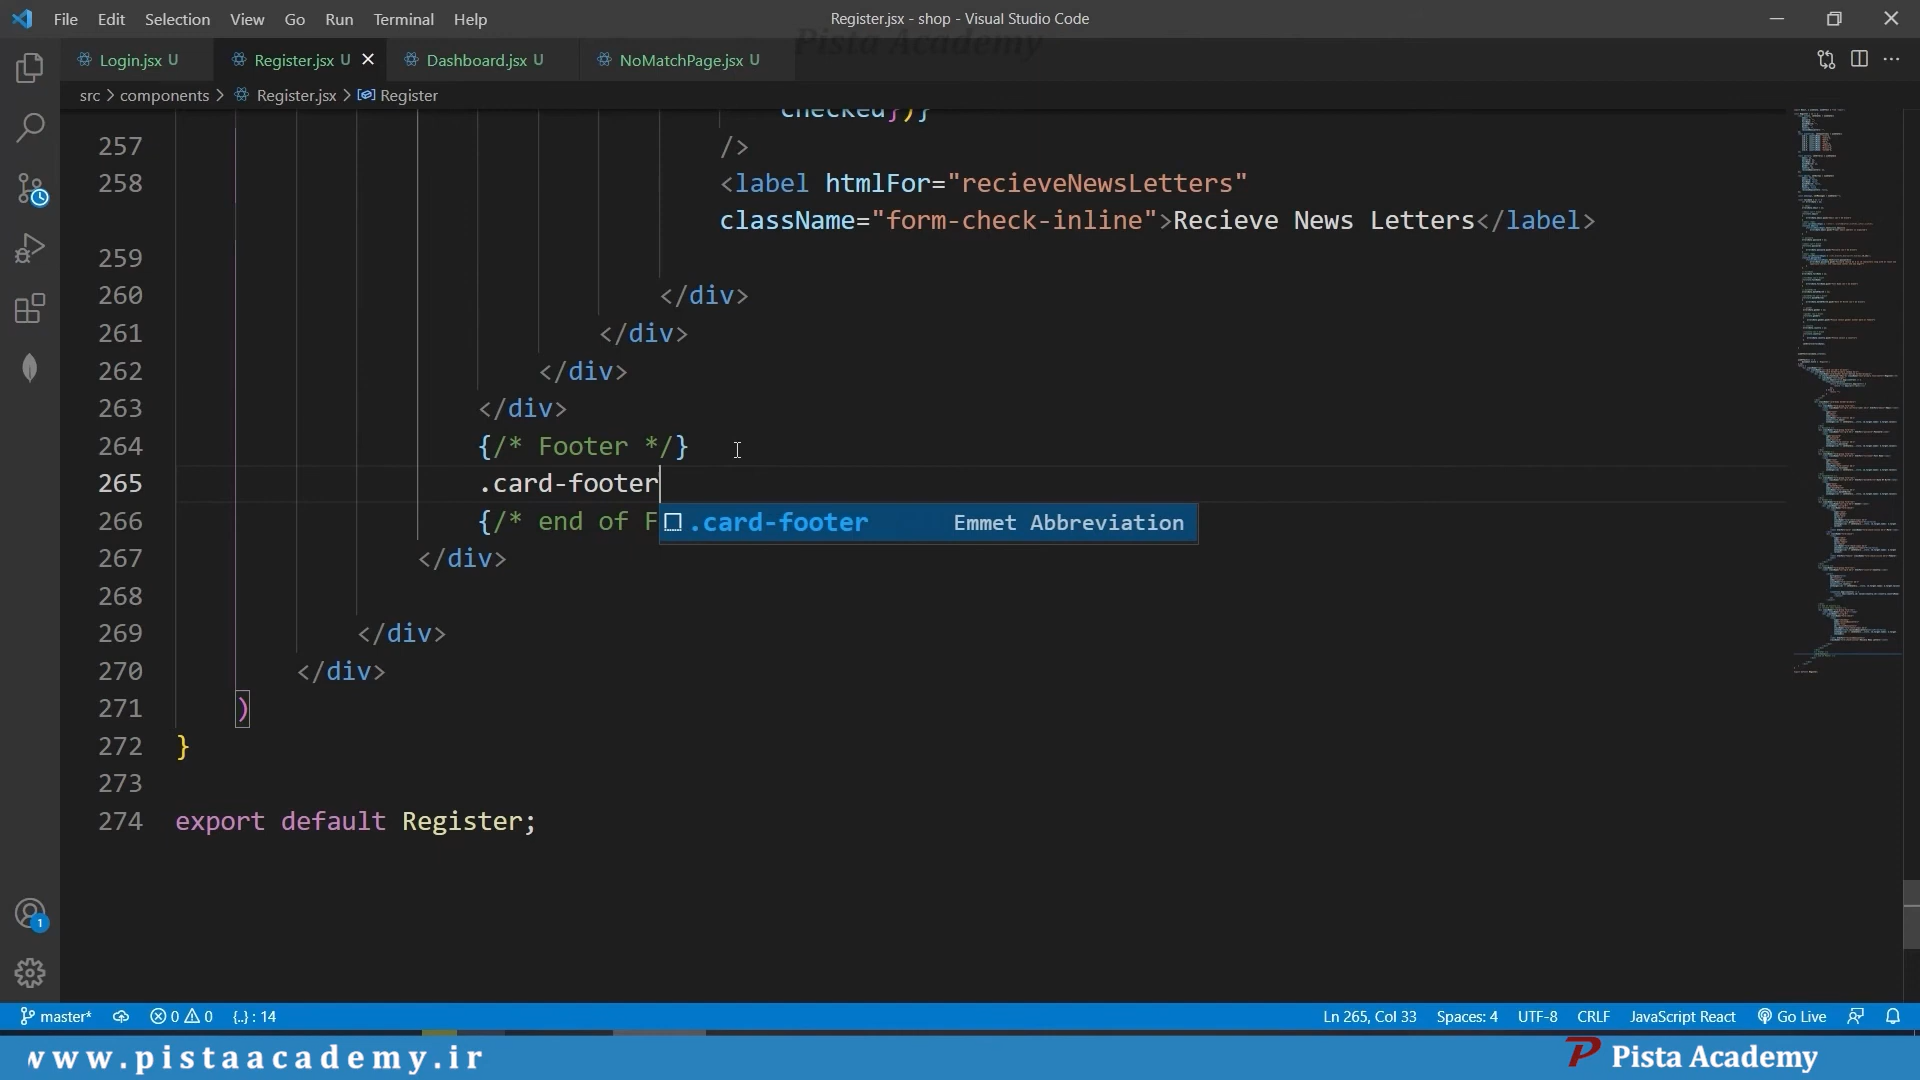 File Edit Selection View Go Run Terminal Help
Register.jsx - shop - Visual Studio Code
Pista Academy
Login.jsx U
Register.jsx U
Dashboard.jsx U
NoMatchPage.jsx U
src > components > Register.jsx > Register
checked})}
257 />
258 <label htmlFor="recieveNewsLetters"
className="form-check-inline">Recieve News Letters</label>
259
260 </div>
261 </div>
262 </div>
263 </div>
264 {/* Footer */}
265 .card-footer
266 {/* end of F
.card-footer Emmet Abbreviation
267 </div>
268
269 </div>
270 </div>
271 )
272 }
273
274 export default Register;
1
master* 0 0 {..} : 14
Ln 265, Col 33 Spaces: 4 UTF-8 CRLF JavaScript React Go Live
www.pistaacademy.ir
Pista Academy